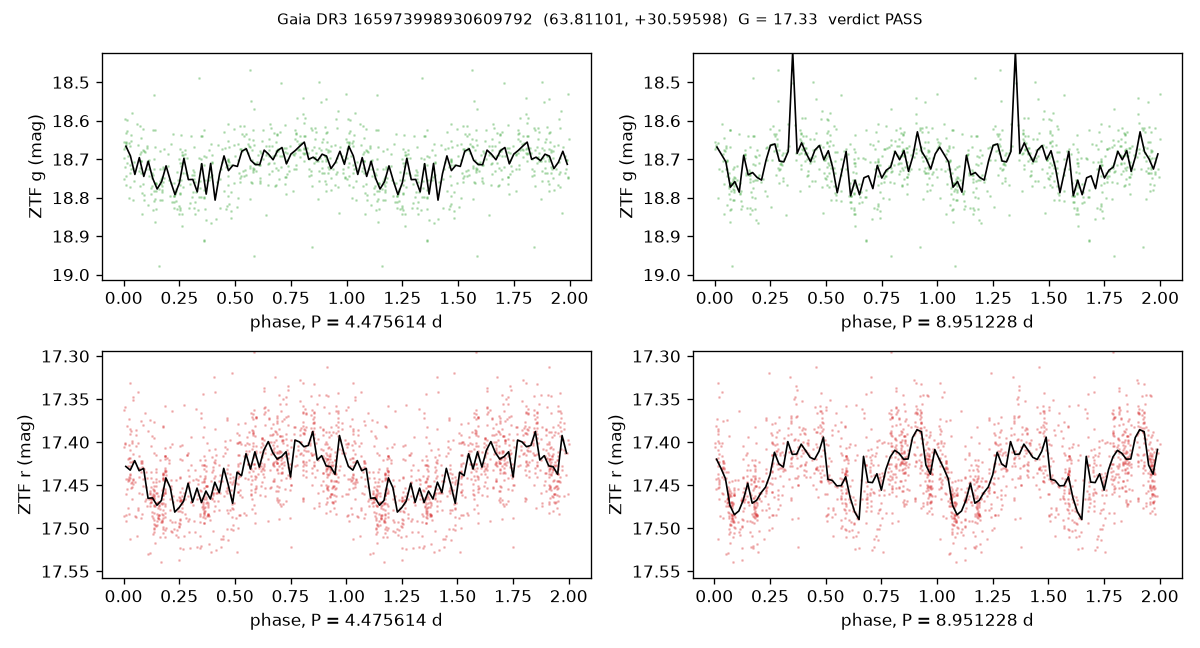 Gaia DR3 165973998930609792  (63.81101, +30.59598)  G = 17.33  verdict PASS
ZTF g (mag)
18.5
18.6
18.7
18.8
18.9
19.0
0.00 0.25 0.50 0.75 1.00 1.25 1.50 1.75 2.00
phase, P = 4.475614 d
ZTF g (mag)
18.5
18.6
18.7
18.8
18.9
19.0
0.00 0.25 0.50 0.75 1.00 1.25 1.50 1.75 2.00
phase, P = 8.951228 d
ZTF r (mag)
17.30
17.35
17.40
17.45
17.50
17.55
0.00 0.25 0.50 0.75 1.00 1.25 1.50 1.75 2.00
phase, P = 4.475614 d
ZTF r (mag)
17.30
17.35
17.40
17.45
17.50
17.55
0.00 0.25 0.50 0.75 1.00 1.25 1.50 1.75 2.00
phase, P = 8.951228 d